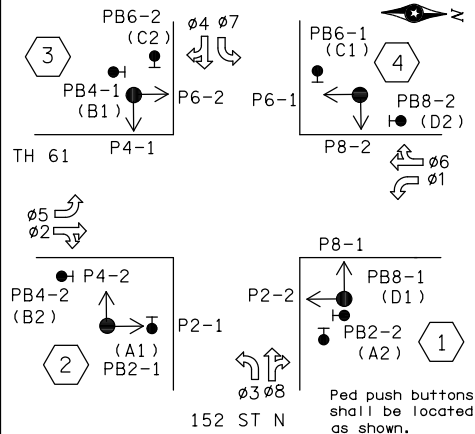 PB6-2
(C2)
ø4 ø7
3
PB4-1
(B1)
P6-2
P4-1
TH 61
N
PB6-1
(C1)
4
P6-1
PB8-2
(D2)
P8-2
ø6
ø1
ø5
ø2
P4-2
PB4-2
(B2)
P2-1
(A1)
PB2-1
2
P8-1
P2-2
PB8-1
(D1)
PB2-2
(A2)
1
ø3 ø8
152 ST N
Ped push buttons
shall be located
as shown.